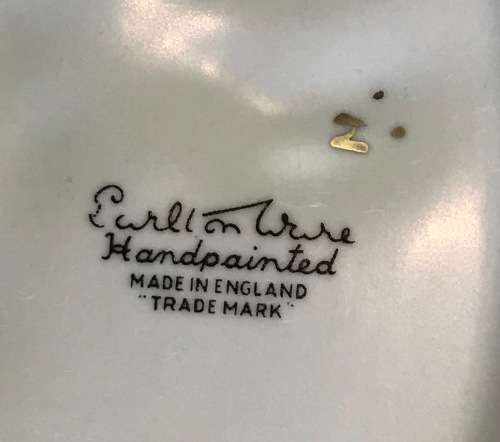 Carlton Ware
Handpainted
MADE IN ENGLAND
"TRADE MARK"